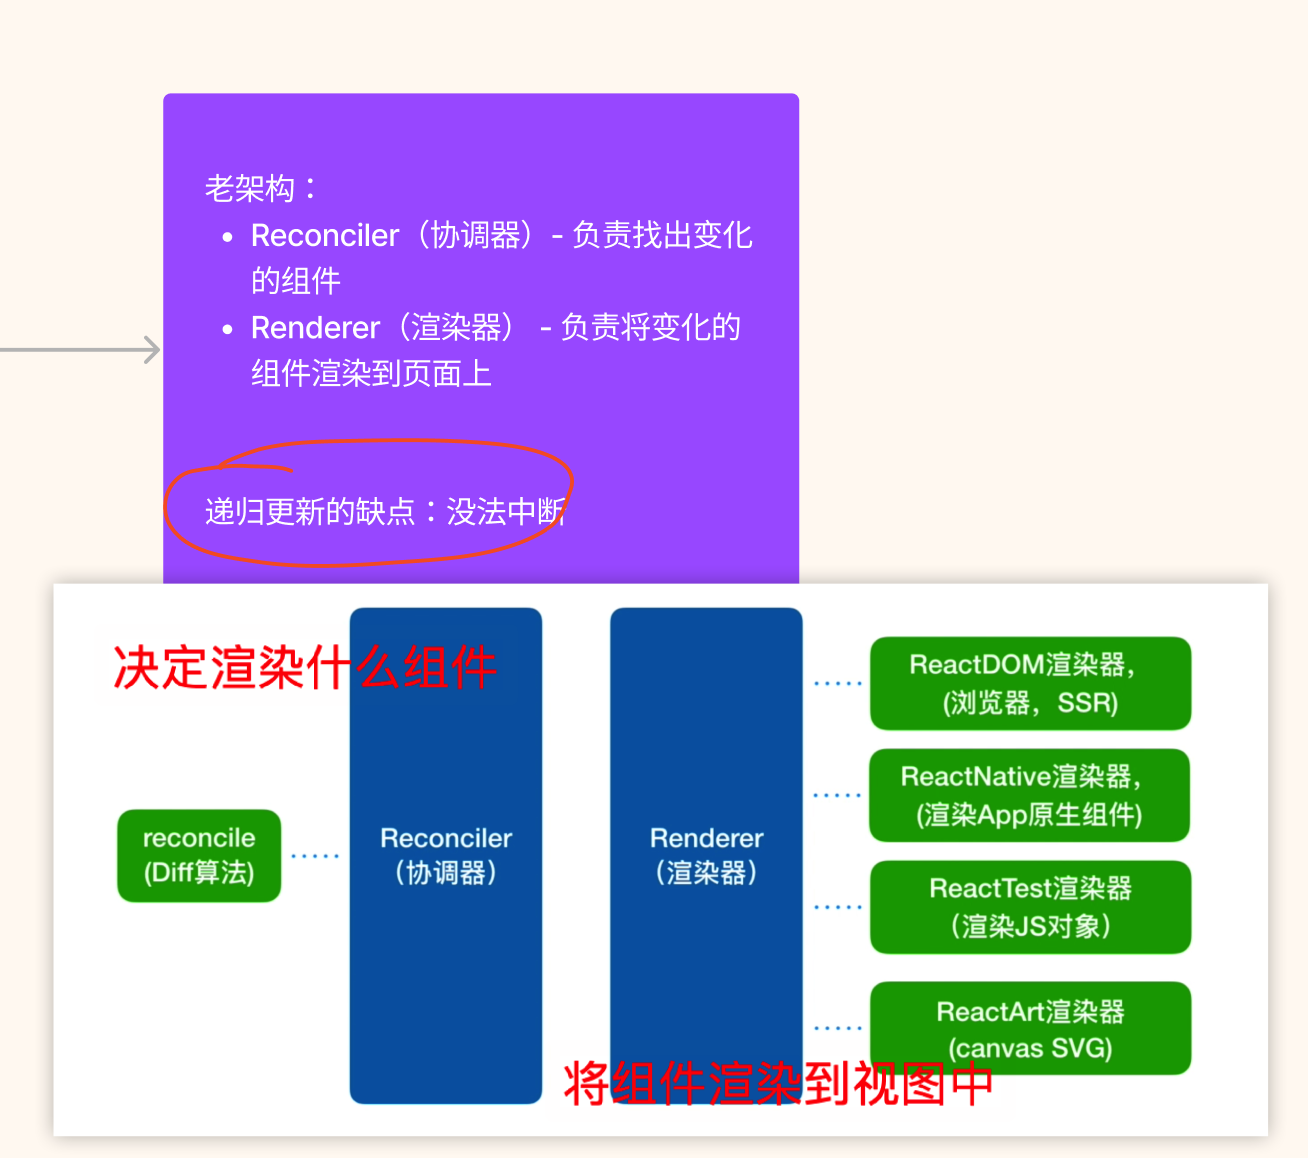 老架构：
• Reconciler（协调器）- 负责找出变化
的组件
• Renderer（渲染器） - 负责将变化的
组件渲染到页面上
递归更新的缺点：没法中断
决定渲染什么组件
reconcile
(Diff算法)
Reconciler
（协调器）
Renderer
（渲染器）
ReactDOM渲染器，
(浏览器，SSR)
ReactNative渲染器，
(渲染App原生组件)
ReactTest渲染器
（渲染JS对象）
ReactArt渲染器
(canvas SVG)
将组件渲染到视图中